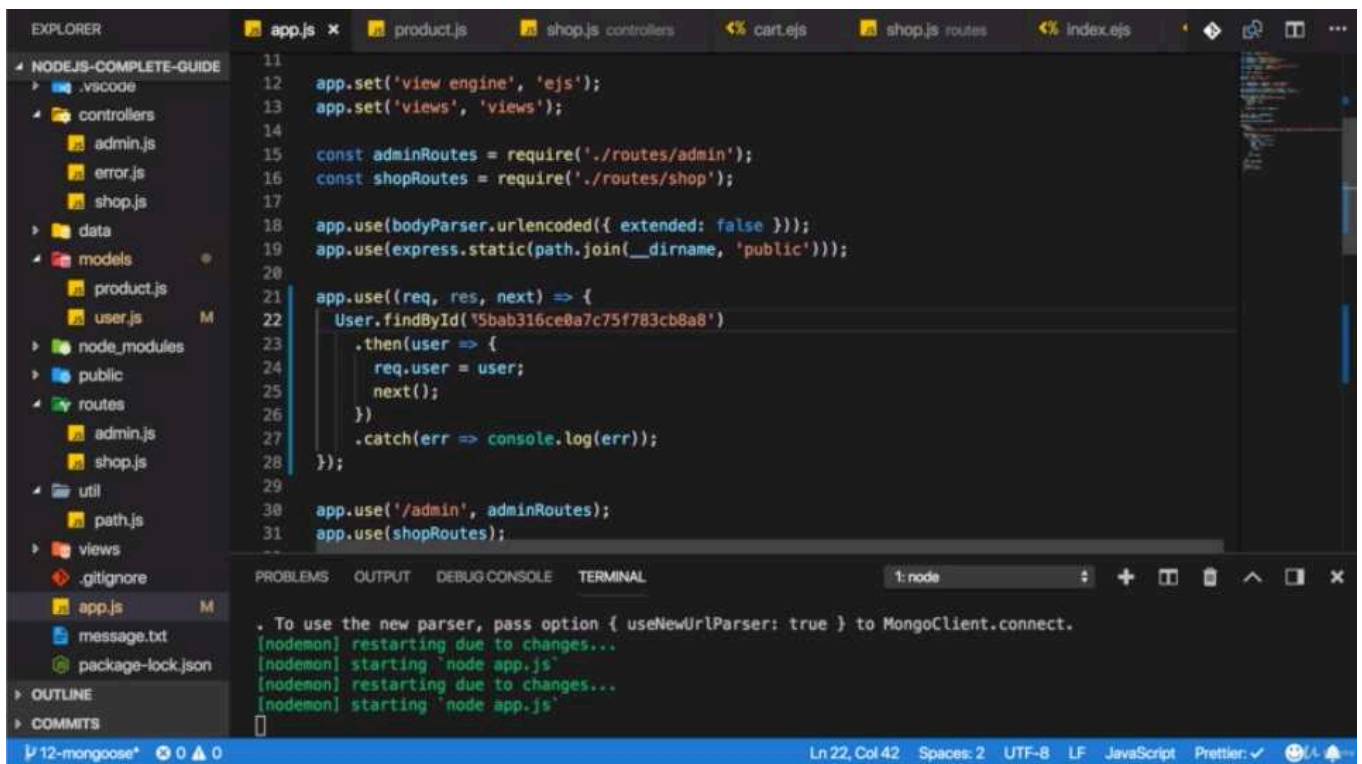 EXPLORER
NODEJS-COMPLETE-GUIDE
.vscode
controllers
admin.js
error.js
shop.js
data
models
product.js
user.js M
node_modules
public
routes
admin.js
shop.js
util
path.js
views
.gitignore
app.js M
message.txt
package-lock.json
OUTLINE
COMMITS
app.js product.js shop.js controllers cart.ejs shop.js routes index.ejs
11
12 app.set('view engine', 'ejs');
13 app.set('views', 'views');
14
15 const adminRoutes = require('./routes/admin');
16 const shopRoutes = require('./routes/shop');
17
18 app.use(bodyParser.urlencoded({ extended: false }));
19 app.use(express.static(path.join(__dirname, 'public')));
20
21 app.use((req, res, next) => {
22 User.findById('5bab316ce0a7c75f783cb8a8')
23 .then(user => {
24 req.user = user;
25 next();
26 })
27 .catch(err => console.log(err));
28 });
29
30 app.use('/admin', adminRoutes);
31 app.use(shopRoutes);
PROBLEMS OUTPUT DEBUG CONSOLE TERMINAL 1: node
. To use the new parser, pass option { useNewUrlParser: true } to MongoClient.connect.
[nodemon] restarting due to changes...
[nodemon] starting `node app.js`
[nodemon] restarting due to changes...
[nodemon] starting `node app.js`
12-mongoose* 0 0 Ln 22, Col 42 Spaces: 2 UTF-8 LF JavaScript Prettier: ✓